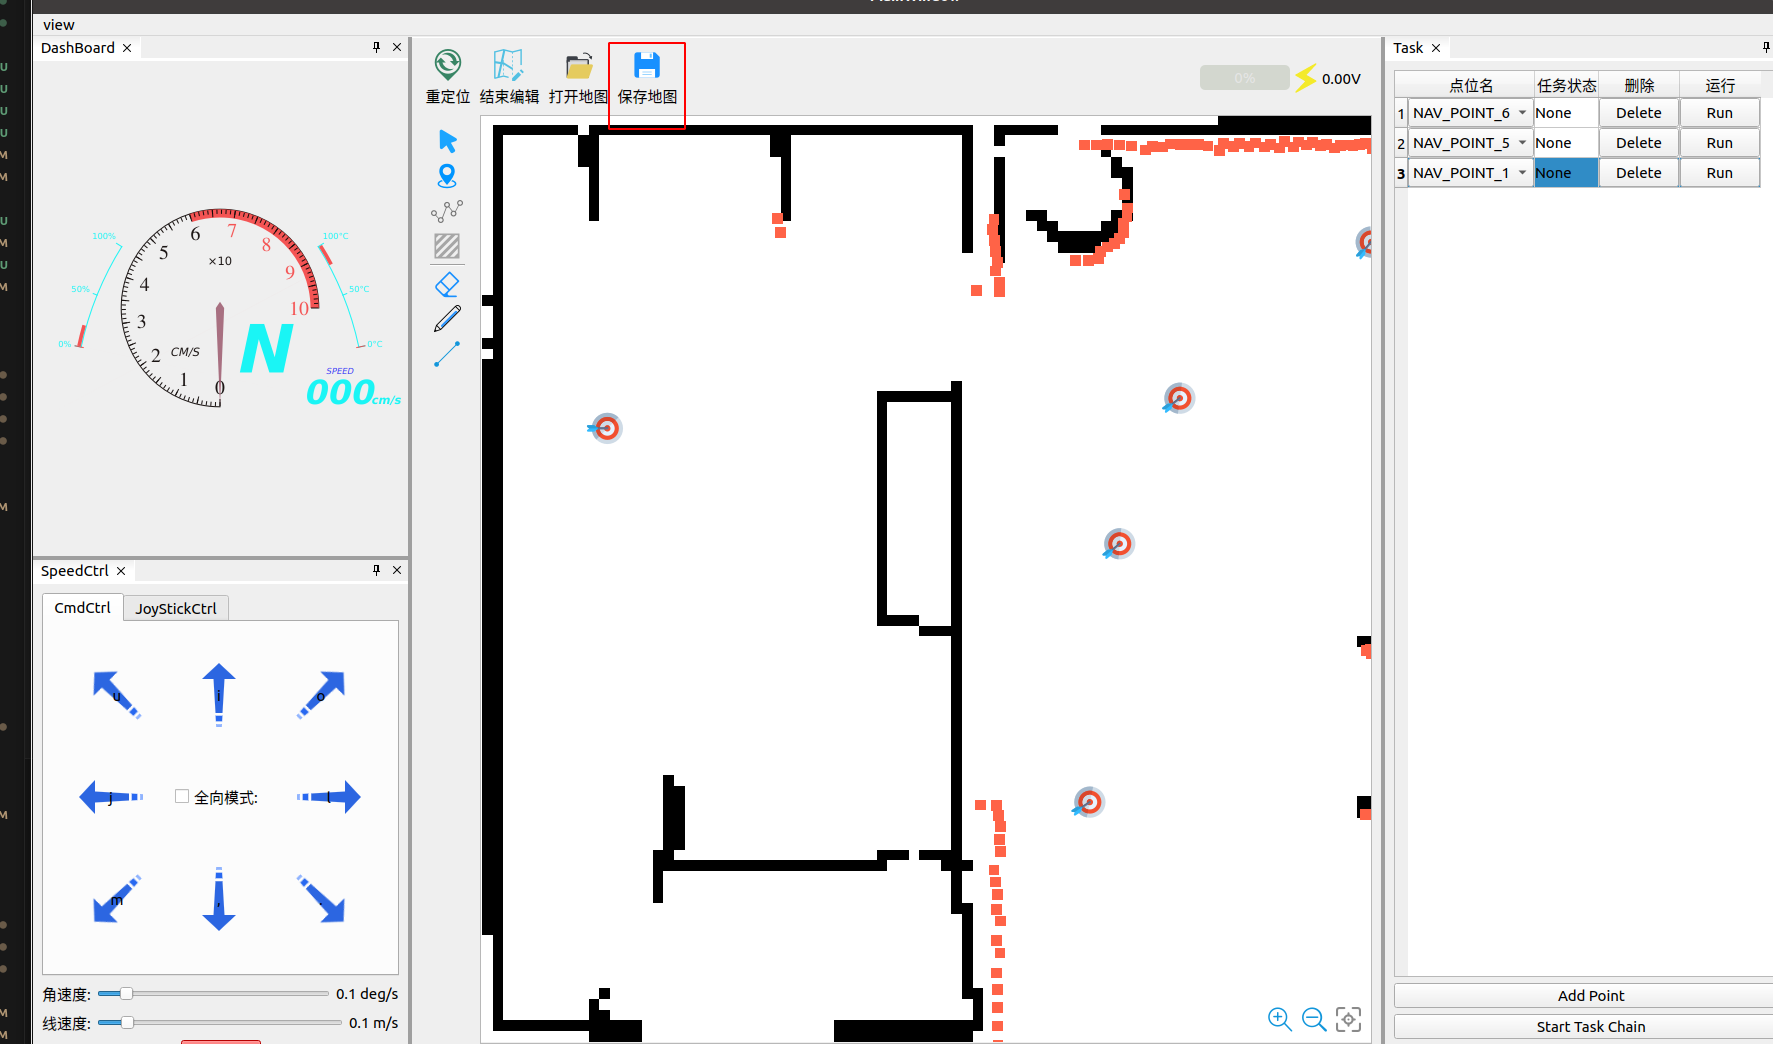 view
DashBoard
100%
50%
0%
0
1
2
3
4
5
6
7
8
9
10
×10
CM/S
N
SPEED
000cm/s
100°C
50°C
0°C
SpeedCtrl
CmdCtrl
JoyStickCtrl
u
i
o
j
全向模式:
l
m
,
.
角速度:
0.1 deg/s
线速度:
0.1 m/s
重定位
结束编辑
打开地图
保存地图
0%
0.00V
Task
点位名 任务状态 删除 运行
1 NAV_POINT_6 None Delete Run
2 NAV_POINT_5 None Delete Run
3 NAV_POINT_1 None Delete Run
Add Point
Start Task Chain
U
U
U
U
M
M
U
M
U
M
M
M
M
M